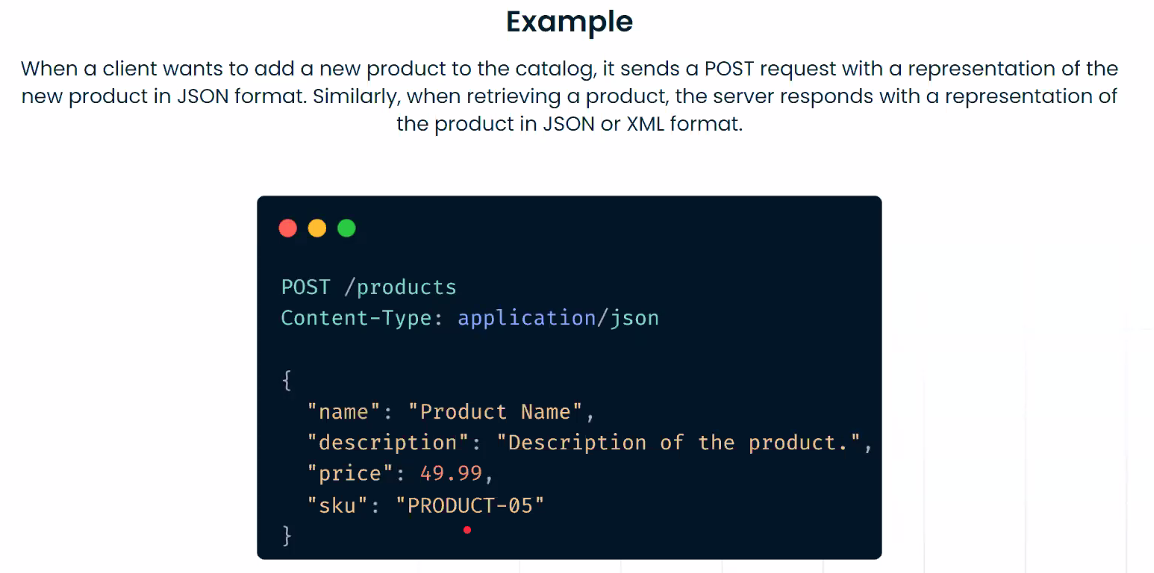 Example
When a client wants to add a new product to the catalog, it sends a POST request with a representation of the
new product in JSON format. Similarly, when retrieving a product, the server responds with a representation of
the product in JSON or XML format.
POST /products
Content-Type: application/json
{
"name": "Product Name",
"description": "Description of the product.",
"price": 49.99,
"sku": "PRODUCT-05"
}